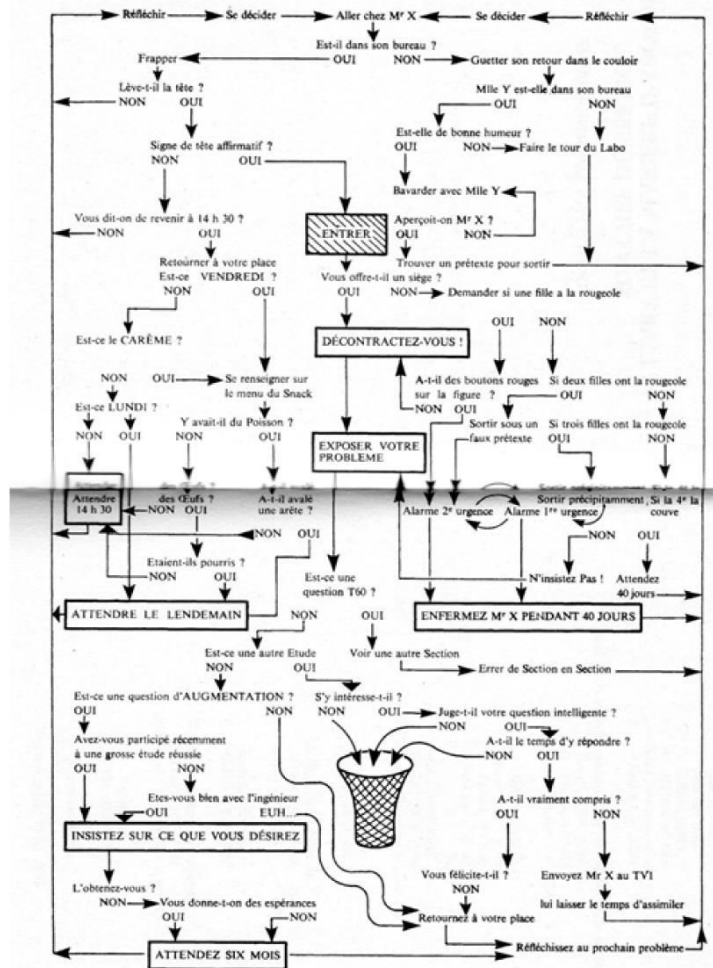 Réfléchir Se décider Aller chez Mr X Se décider Réfléchir
Est-il dans son bureau ?
Frapper OUI NON Guetter son retour dans le couloir
Lève-t-il la tête ? Mlle Y est-elle dans son bureau
NON OUI OUI NON
Est-elle de bonne humeur ?
Signe de tête affirmatif ? OUI NON Faire le tour du Labo
NON OUI
Bavarder avec Mlle Y
Vous dit-on de revenir à 14 h 30 ? Aperçoit-on Mr X ?
NON OUI ENTRER OUI NON
Retourner à votre place Trouver un prétexte pour sortir
Est-ce VENDREDI ? Vous offre-t-il un siège ?
NON OUI OUI NON Demander si une fille a la rougeole
OUI NON
Est-ce le CARÊME ? DÉCONTRACTEZ-VOUS !
NON OUI Se renseigner sur A-t-il des boutons rouges Si deux filles ont la rougeole
le menu du Snack sur la figure ? OUI NON
Est-ce LUNDI ? NON OUI
Y avait-il du Poisson ? Sortir sous un Si trois filles ont la rougeole
NON OUI NON OUI EXPOSER VOTRE faux prétexte OUI NON
PROBLEME
Attendre des Œufs ? A-t-il avalé Sortir précipitamment, Si la 4e la
14 h 30 NON OUI une arête ? Alarme 2e urgence Alarme 1re urgence couve
NON OUI NON OUI
Etaient-ils pourris ?
NON OUI Est-ce une N'insistez Pas ! Attendez
question T60 ? 40 jours
ATTENDRE LE LENDEMAIN ENFERMEZ Mr X PENDANT 40 JOURS
NON OUI
Est-ce une autre Etude Voir une autre Section
NON OUI Errer de Section en Section
Est-ce une question d'AUGMENTATION ? S'y intéresse-t-il ?
OUI NON NON OUI Juge-t-il votre question intelligente ?
NON OUI
Avez-vous participé récemment A-t-il le temps d'y répondre ?
à une grosse étude réussie NON OUI
OUI NON
Etes-vous bien avec l'ingénieur A-t-il vraiment compris ?
OUI EUH... OUI NON
INSISTEZ SUR CE QUE VOUS DÉSIREZ
Vous félicite-t-il ? Envoyez Mr X au TVI
L'obtenez-vous ? NON
NON Vous donne-t-on des espérances lui laisser le temps d'assimiler
OUI NON Retournez à votre place
ATTENDEZ SIX MOIS Réfléchissez au prochain problème